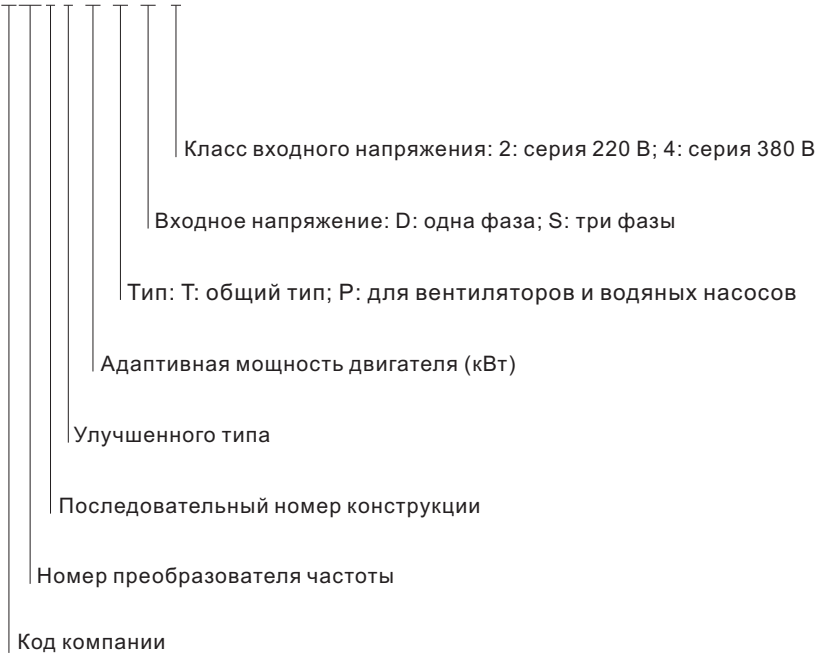 Класс входного напряжения: 2: серия 220 В; 4: серия 380 В
Входное напряжение: D: одна фаза; S: три фазы
Тип: T: общий тип; P: для вентиляторов и водяных насосов
Адаптивная мощность двигателя (кВт)
Улучшенного типа
Последовательный номер конструкции
Номер преобразователя частоты
Код компании